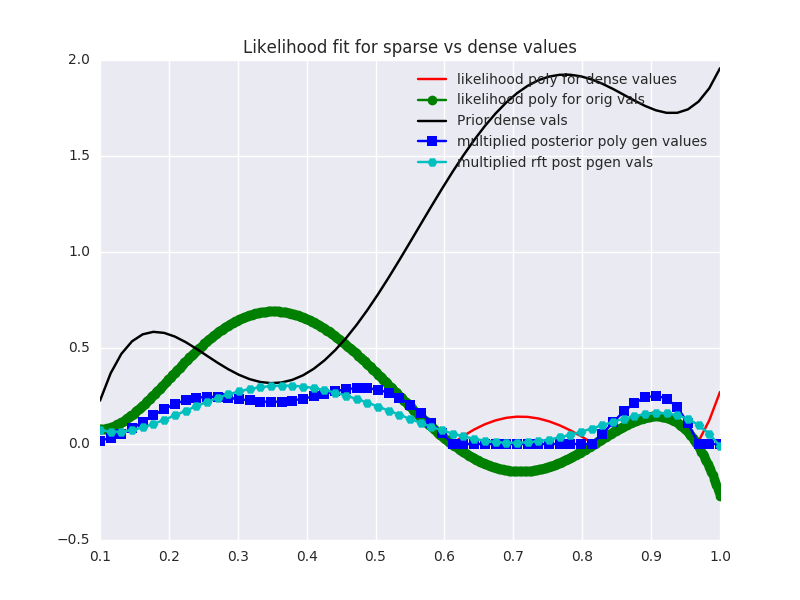 Likelihood fit for sparse vs dense values
2.0
likelihood poly for dense values
likelihood poly for orig vals
Prior dense vals
multiplied posterior poly gen values
multiplied rft post pgen vals
1.5
1.0
0.5
0.0
−0.5
0.1 0.2 0.3 0.4 0.5 0.6 0.7 0.8 0.9 1.0